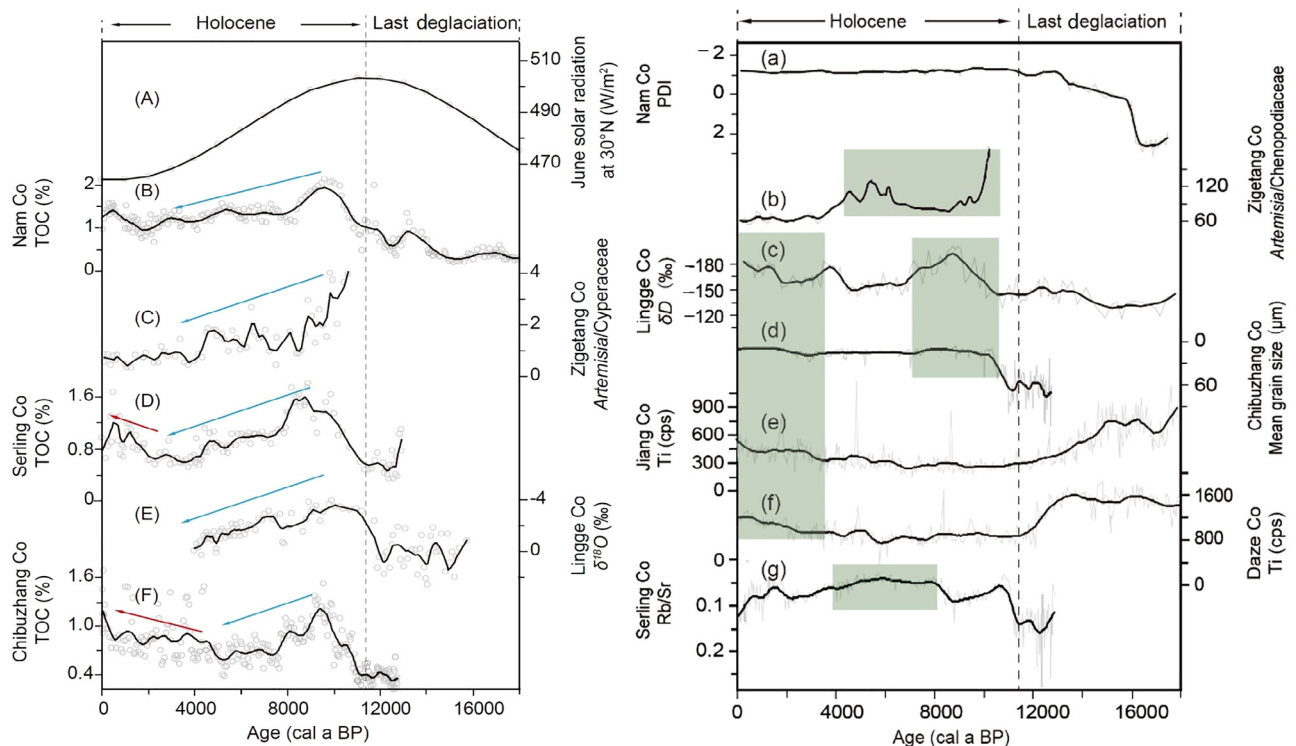 Holocene
Last deglaciation
(A)
510
490
470
June solar radiation
at 30°N (W/m²)
Nam Co
TOC (%)
2
1
0
(B)
(C)
4
2
0
Zigetang Co
Artemisia/Cyperaceae
Serling Co
TOC (%)
1.6
0.8
0
(D)
(E)
-4
0
Lingge Co
δ¹⁸O (‰)
Chibuzhang Co
TOC (%)
1.6
1.0
0.4
(F)
0
4000
8000
12000
16000
Age (cal a BP)
Holocene
Last deglaciation
Nam Co
PDI
−2
0
2
(a)
(b)
120
60
Zigetang Co
Artemisia/Chenopodiaceae
Lingge Co
δD (‰)
−180
−150
−120
(c)
(d)
0
60
Chibuzhang Co
Mean grain size (μm)
Jiang Co
Ti (cps)
900
600
300
0
(e)
(f)
1600
800
0
Daze Co
Ti (cps)
Serling Co
Rb/Sr
0
0.1
0.2
(g)
0
4000
8000
12000
16000
Age (cal a BP)